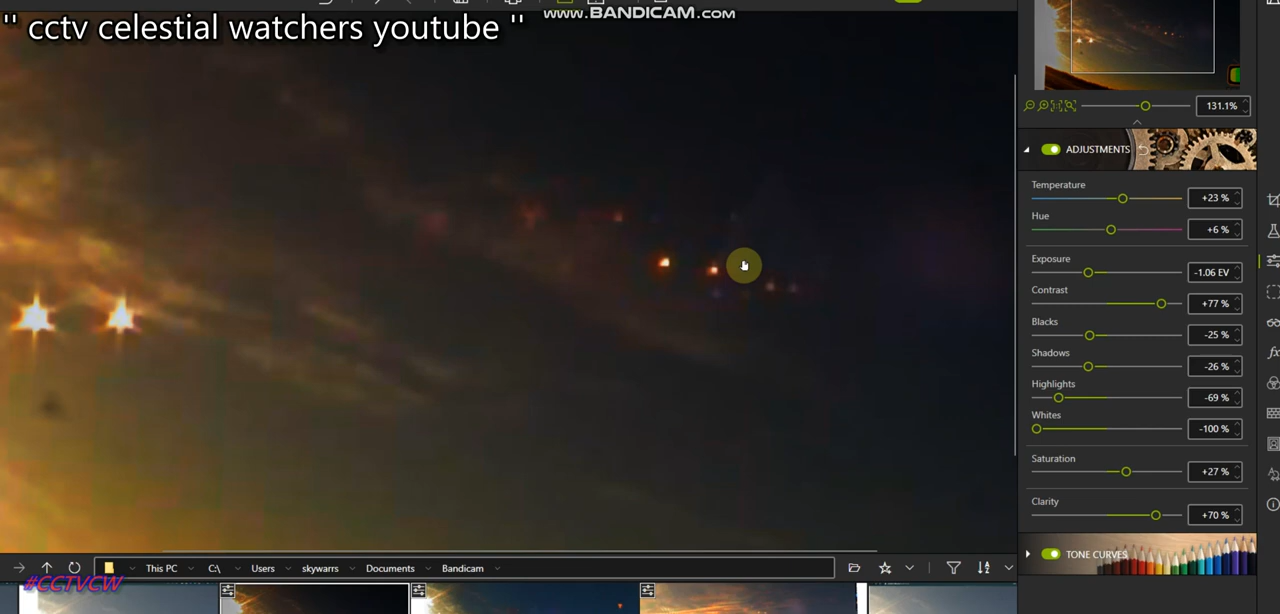 www.BANDICAM.com
" cctv celestial watchers youtube "
131.1%
ADJUSTMENTS
Temperature
+23 %
Hue
+6 %
Exposure
-1.06 EV
Contrast
+77 %
Blacks
-25 %
Shadows
-26 %
Highlights
-69 %
Whites
-100 %
Saturation
+27 %
Clarity
+70 %
TONE CURVES
This PC C:\ Users skywarrs Documents Bandicam
#CCTVCW